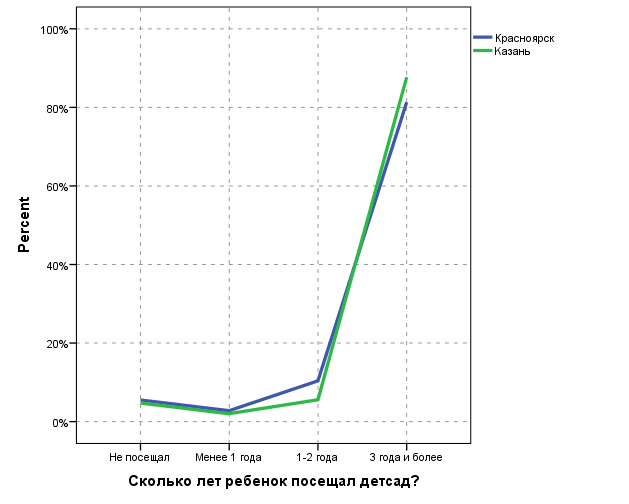 100%
80%
60%
40%
20%
0%
Percent
Не посещал
Менее 1 года
1-2 года
3 года и более
Сколько лет ребенок посещал детсад?
Красноярск
Казань